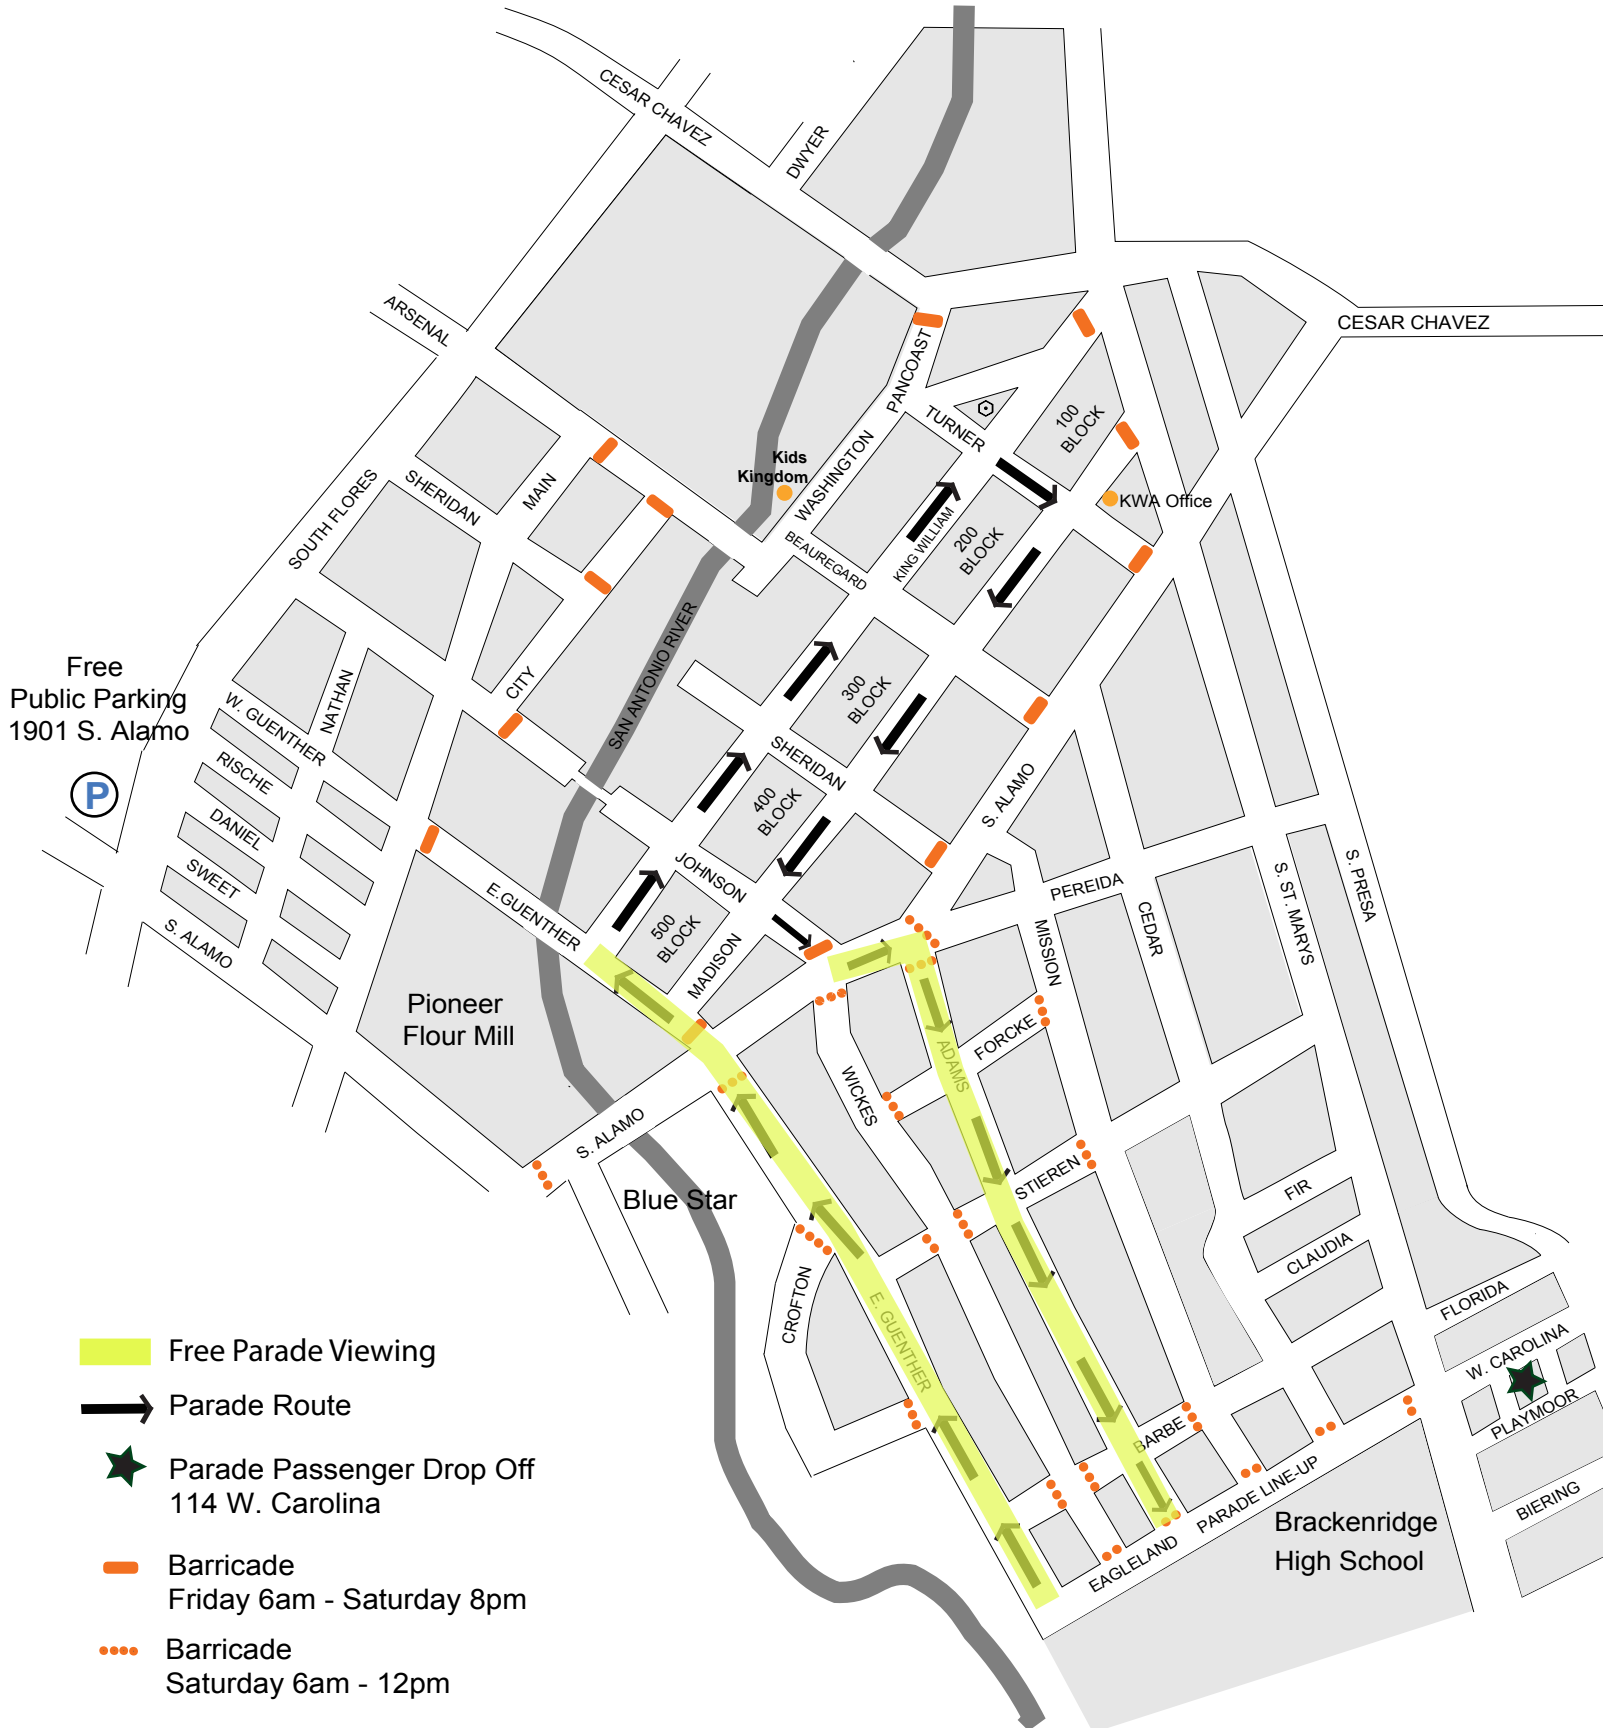 CESAR CHAVEZ
DWYER
ARSENAL
CESAR CHAVEZ
PANCOAST
TURNER
100
BLOCK
Kids
Kingdom
WASHINGTON
KWA Office
SHERIDAN
MAIN
SOUTH FLORES
BEAUREGARD
KING WILLIAM
200
BLOCK
SAN ANTONIO RIVER
Free
Public Parking
1901 S. Alamo
P
W. GUENTHER
NATHAN
CITY
300
BLOCK
SHERIDAN
RISCHE
DANIEL
SWEET
S. ALAMO
400
BLOCK
S. ALAMO
JOHNSON
E.GUENTHER
500
BLOCK
MADISON
PEREIDA
MISSION
CEDAR
S. ST. MARYS
S. PRESA
Pioneer
Flour Mill
FORCKE
ADAMS
WICKES
S. ALAMO
STIEREN
Blue Star
FIR
CLAUDIA
CROFTON
E. GUENTHER
FLORIDA
W. CAROLINA
PLAYMOOR
BIERING
BARBE
PARADE LINE-UP
EAGLELAND
Brackenridge
High School
Free Parade Viewing
Parade Route
Parade Passenger Drop Off
114 W. Carolina
Barricade
Friday 6am - Saturday 8pm
Barricade
Saturday 6am - 12pm